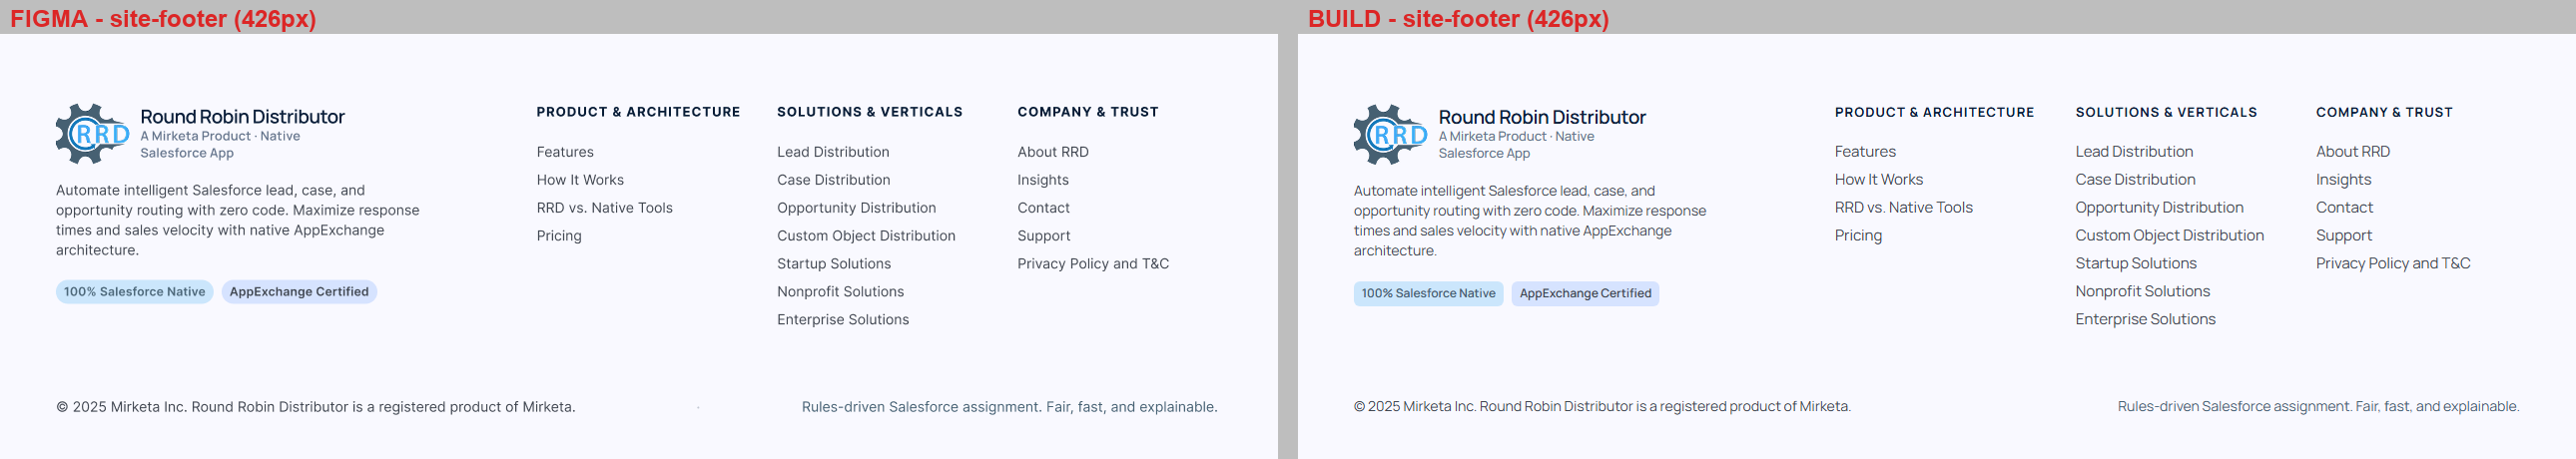 FIGMA - site-footer (426px)
RRD
Round Robin Distributor
A Mirketa Product · Native
Salesforce App
Automate intelligent Salesforce lead, case, and
opportunity routing with zero code. Maximize response
times and sales velocity with native AppExchange
architecture.
100% Salesforce Native
AppExchange Certified
PRODUCT & ARCHITECTURE
Features
How It Works
RRD vs. Native Tools
Pricing
SOLUTIONS & VERTICALS
Lead Distribution
Case Distribution
Opportunity Distribution
Custom Object Distribution
Startup Solutions
Nonprofit Solutions
Enterprise Solutions
COMPANY & TRUST
About RRD
Insights
Contact
Support
Privacy Policy and T&C
© 2025 Mirketa Inc. Round Robin Distributor is a registered product of Mirketa.
·
Rules-driven Salesforce assignment. Fair, fast, and explainable.
BUILD - site-footer (426px)
RRD
Round Robin Distributor
A Mirketa Product · Native
Salesforce App
Automate intelligent Salesforce lead, case, and
opportunity routing with zero code. Maximize response
times and sales velocity with native AppExchange
architecture.
100% Salesforce Native
AppExchange Certified
PRODUCT & ARCHITECTURE
Features
How It Works
RRD vs. Native Tools
Pricing
SOLUTIONS & VERTICALS
Lead Distribution
Case Distribution
Opportunity Distribution
Custom Object Distribution
Startup Solutions
Nonprofit Solutions
Enterprise Solutions
COMPANY & TRUST
About RRD
Insights
Contact
Support
Privacy Policy and T&C
© 2025 Mirketa Inc. Round Robin Distributor is a registered product of Mirketa.
Rules-driven Salesforce assignment. Fair, fast, and explainable.